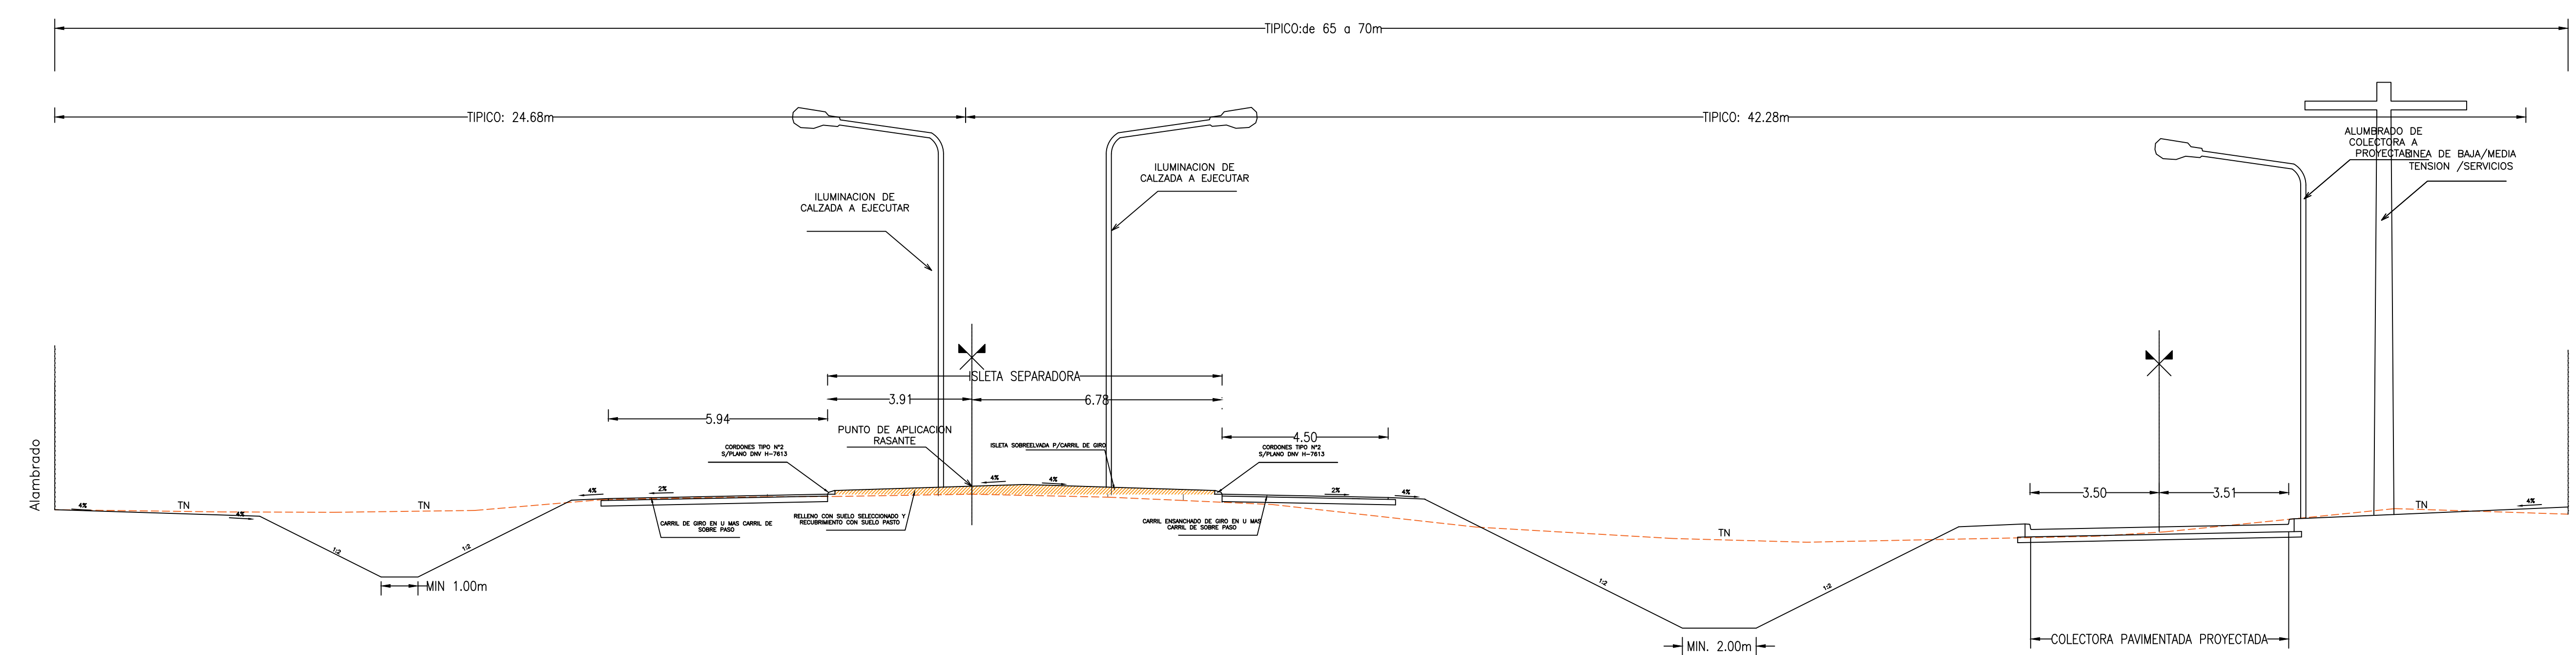 TIPICO:de 65 a 70m
TIPICO: 24.68m
TIPICO: 42.28m
ILUMINACION DE
CALZADA A EJECUTAR
ILUMINACION DE
CALZADA A EJECUTAR
ALUMBRADO DE
COLECTORA A
PROYECTAR
LINEA DE BAJA/MEDIA
TENSION /SERVICIOS
ISLETA SEPARADORA
3.91
6.78
5.94
4.50
PUNTO DE APLICACION
RASANTE
ISLETA SOBREELVADA P/CARRIL DE GIRO
CORDONES TIPO N°2
S/PLANO DNV H-7613
CORDONES TIPO N°2
S/PLANO DNV H-7613
Alambrado
4%
TN
4%
TN
4%
2%
4%
4%
2%
4%
TN
3.50
3.51
TN
4%
CARRIL DE GIRO EN U MAS CARRIL DE
SOBRE PASO
RELLENO CON SUELO SELECCIONADO Y
RECUBRIMIENTO CON SUELO PASTO
CARRIL ENSANCHADO DE GIRO EN U MAS
CARRIL DE SOBRE PASO
1:2
1:2
1:2
1:2
MIN 1.00m
MIN. 2.00m
COLECTORA PAVIMENTADA PROYECTADA